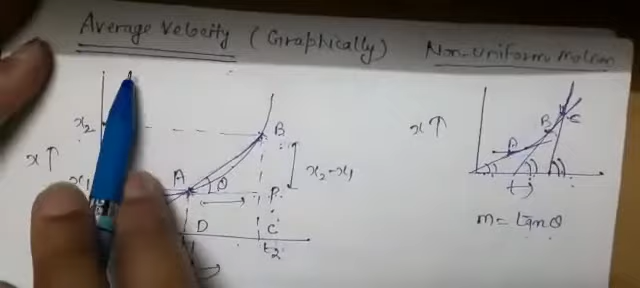 Average Velocity (Graphically)
Non-uniform Motion
x₂
B
x ↑
x₂-x₁
x₁
A
θ
P
D
C
t₂
x ↑
A
B
C
m = tanθ